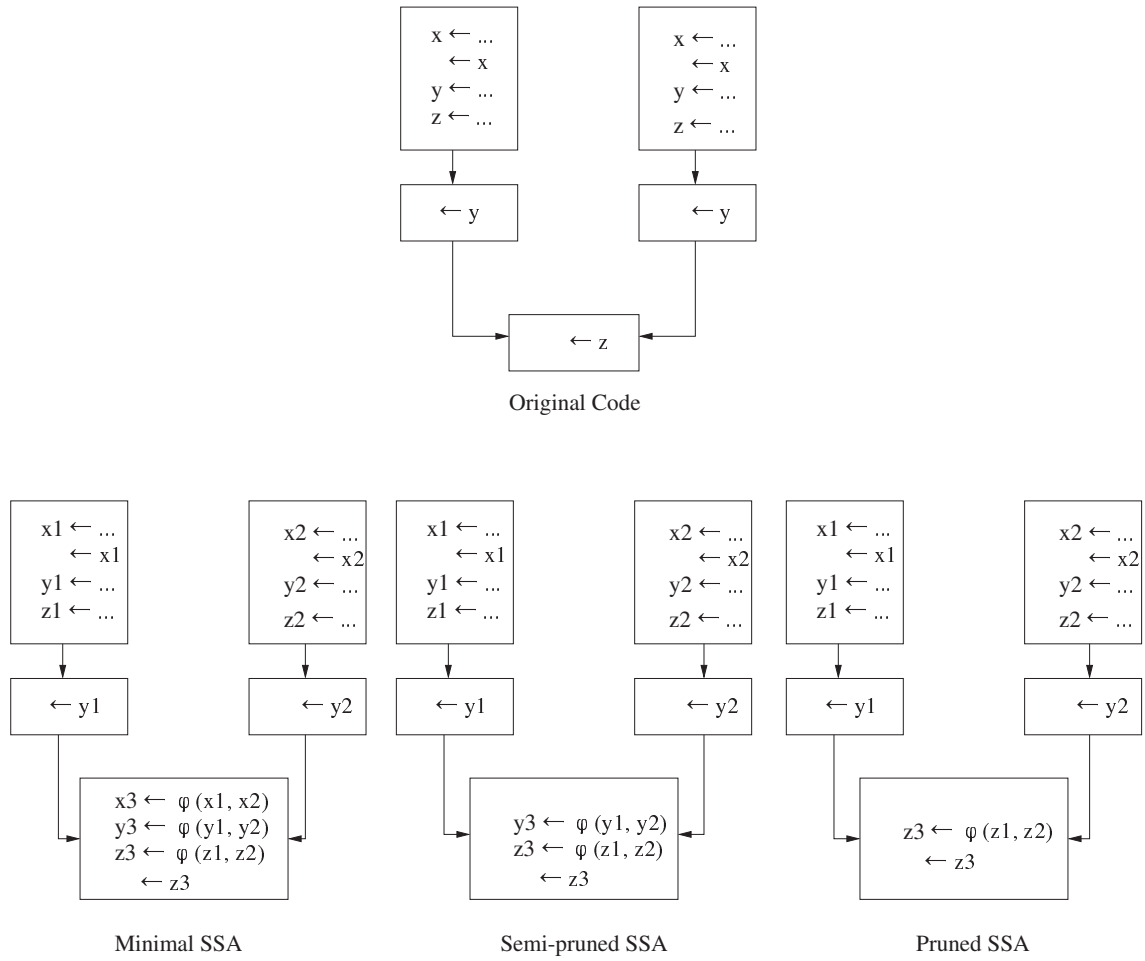 x ← ...
← x
y ← ...
z ← ...
x ← ...
← x
y ← ...
z ← ...
← y
← y
← z
Original Code
x1 ← ...
← x1
y1 ← ...
z1 ← ...
x2 ← ...
← x2
y2 ← ...
z2 ← ...
← y1
← y2
x3 ← φ (x1, x2)
y3 ← φ (y1, y2)
z3 ← φ (z1, z2)
← z3
Minimal SSA
x1 ← ...
← x1
y1 ← ...
z1 ← ...
x2 ← ...
← x2
y2 ← ...
z2 ← ...
← y1
← y2
y3 ← φ (y1, y2)
z3 ← φ (z1, z2)
← z3
Semi-pruned SSA
x1 ← ...
← x1
y1 ← ...
z1 ← ...
x2 ← ...
← x2
y2 ← ...
z2 ← ...
← y1
← y2
z3 ← φ (z1, z2)
← z3
Pruned SSA